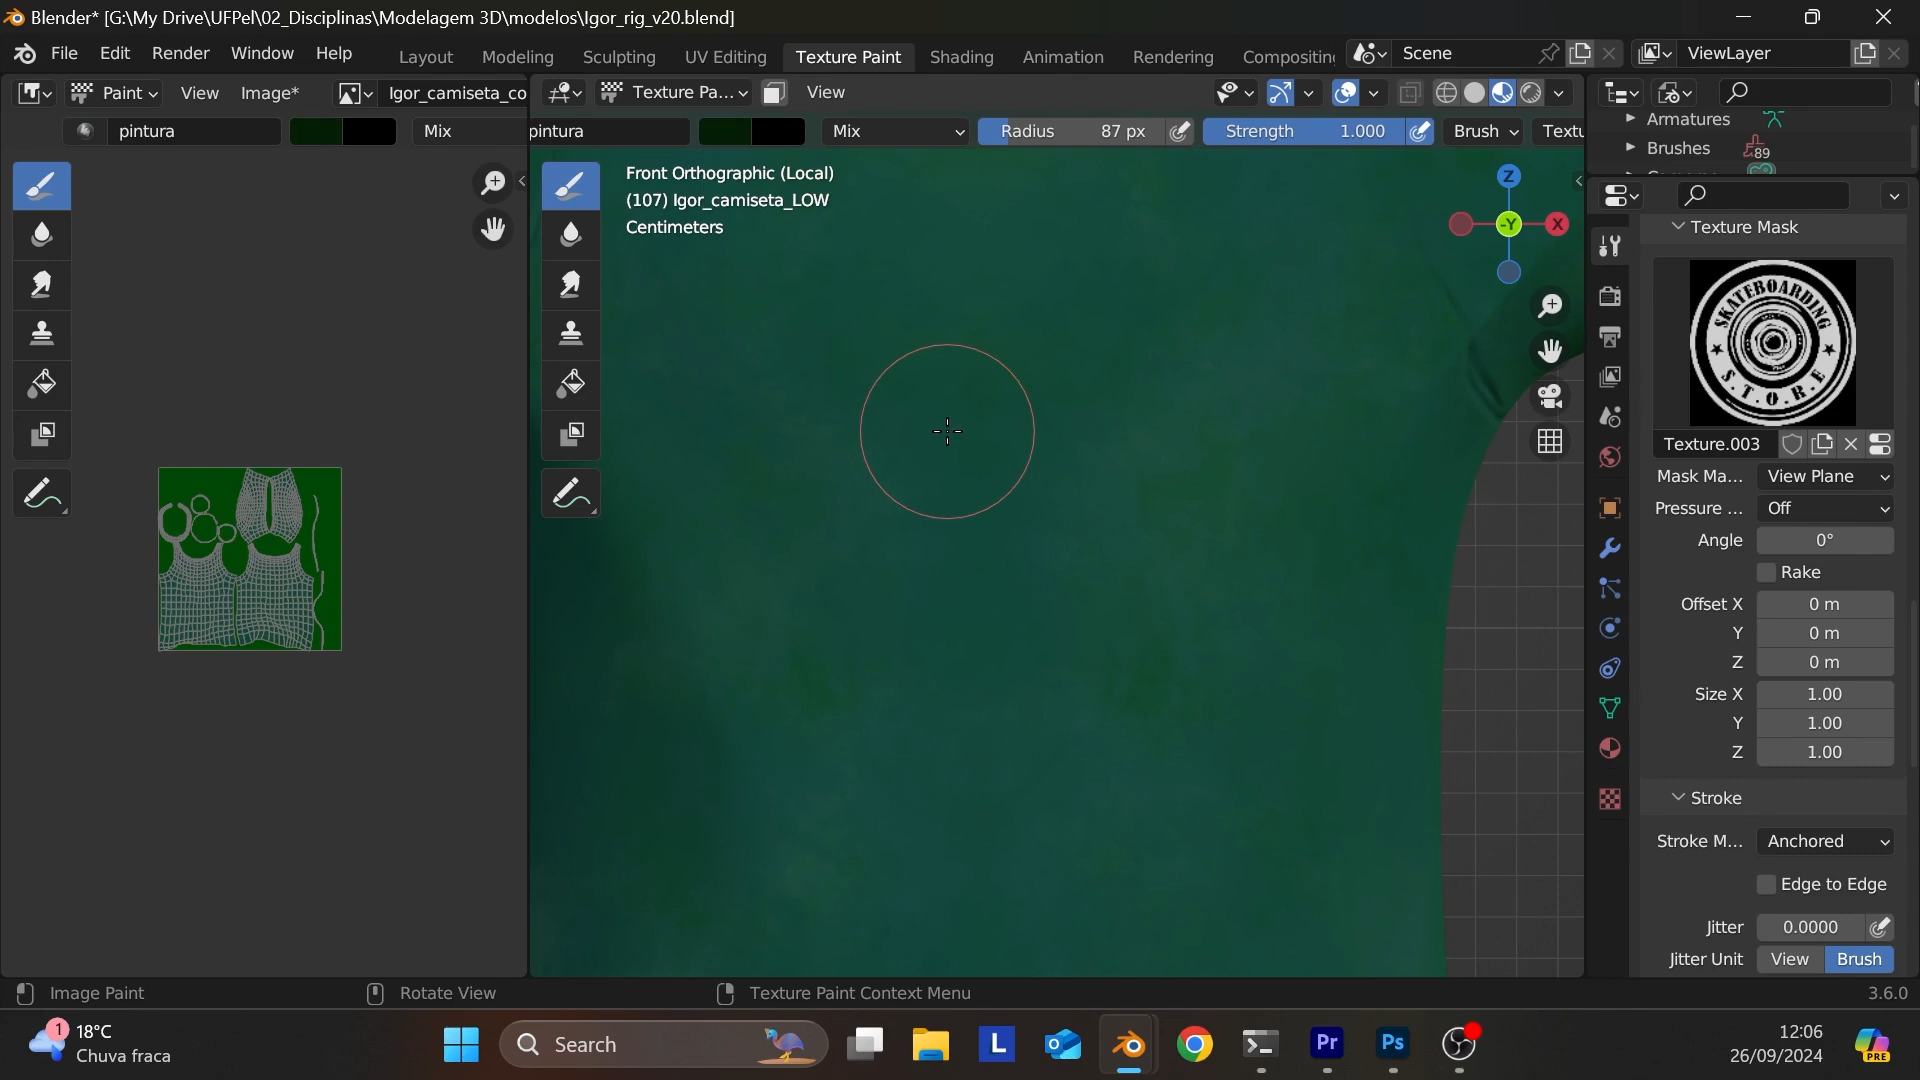 Blender* [G:\My Drive\UFPel\02_Disciplinas\Modelagem 3D\modelos\Igor_rig_v20.blend]
File Edit Render Window Help Layout Modeling Sculpting UV Editing Texture Paint Shading Animation Rendering Compositin Scene ViewLayer
Paint View Image* Igor_camiseta_co Texture Pa... View
pintura Mix pintura Mix Radius 87 px Strength 1.000 Brush Textu
Armatures
Brushes 89
Front Orthographic (Local)
(107) Igor_camiseta_LOW
Centimeters
Z
-Y X
Texture Mask
SKATEBOARDING
S.T.O.R.E
Texture.003
Mask Ma... View Plane
Pressure ... Off
Angle 0°
Rake
Offset X 0 m
Y 0 m
Z 0 m
Size X 1.00
Y 1.00
Z 1.00
Stroke
Stroke M... Anchored
Edge to Edge
Jitter 0.0000
Jitter Unit View Brush
Image Paint Rotate View Texture Paint Context Menu 3.6.0
1 18°C
Chuva fraca
Search
L
Pr
Ps
12:06
26/09/2024
PRE